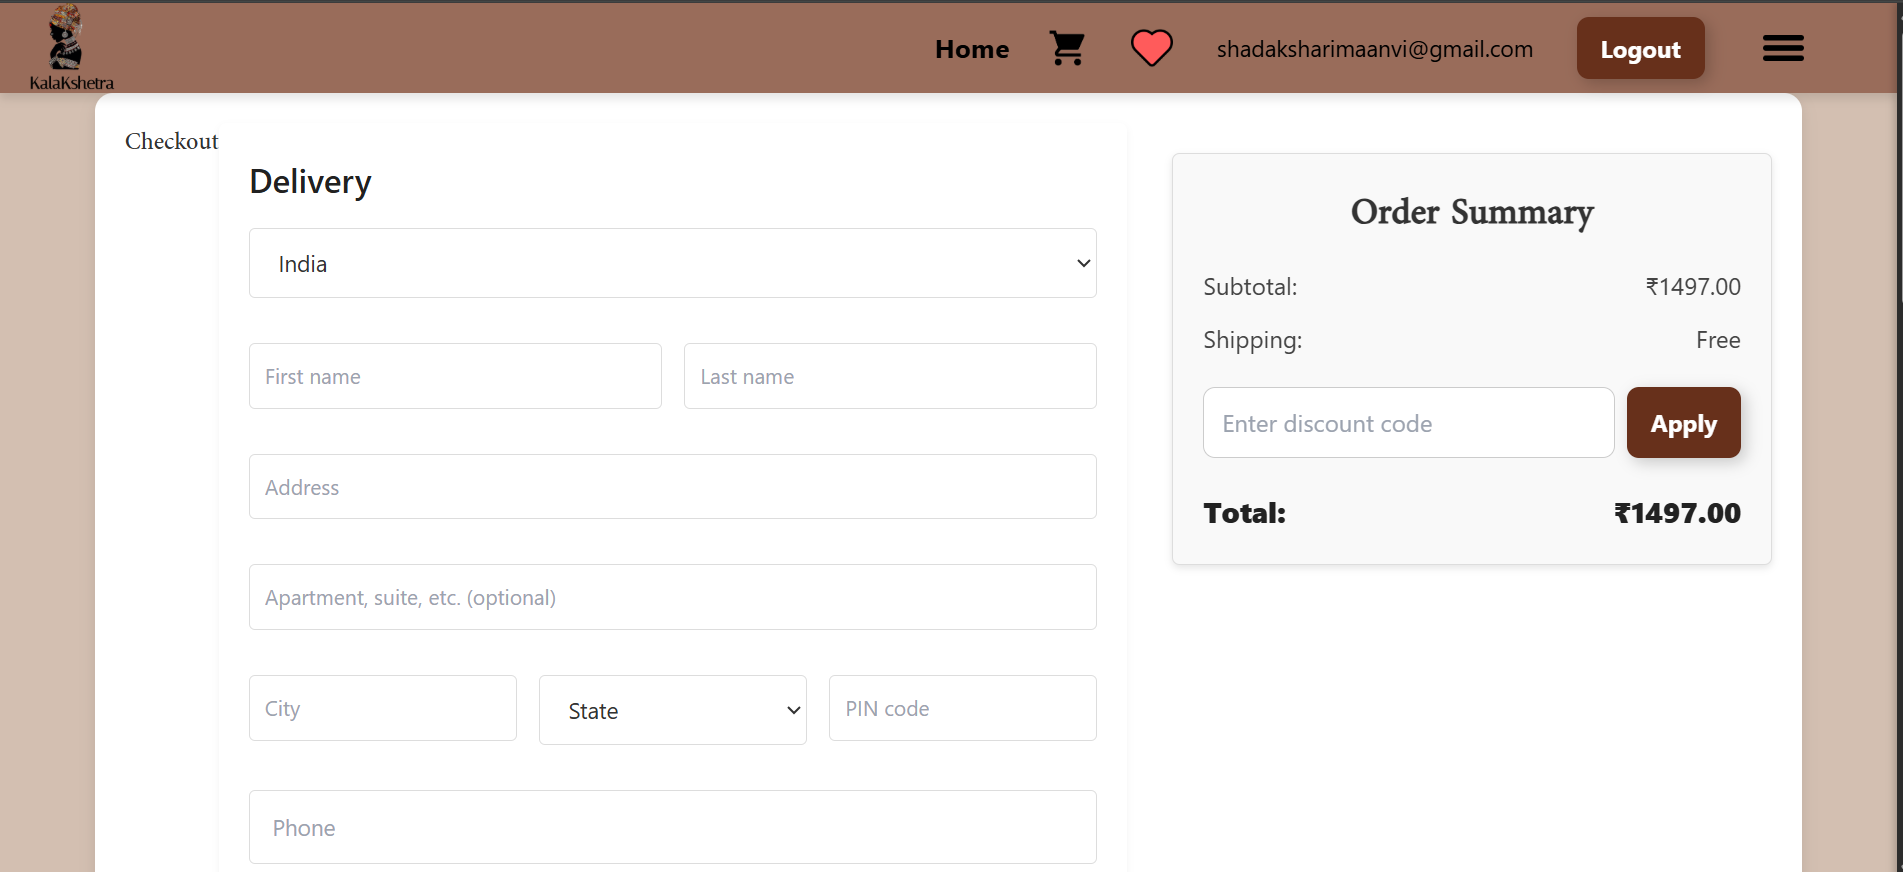 KalaKshetra
Home
shadaksharimaanvi@gmail.com
Logout
Checkout
Delivery
India
First name
Last name
Address
Apartment, suite, etc. (optional)
City
State
PIN code
Phone
Order Summary
Subtotal: ₹1497.00
Shipping: Free
Enter discount code
Apply
Total: ₹1497.00